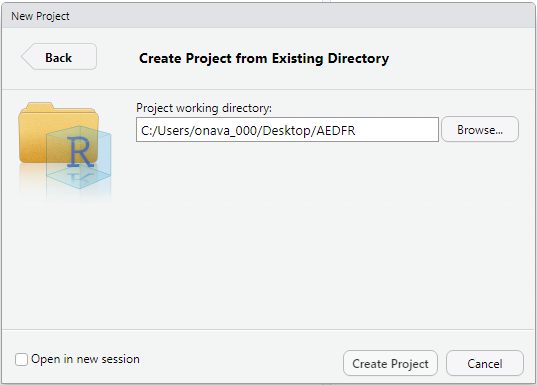 New Project
Back
Create Project from Existing Directory
R
Project working directory:
C:/Users/onava_000/Desktop/AEDFR
Browse...
Open in new session
Create Project
Cancel